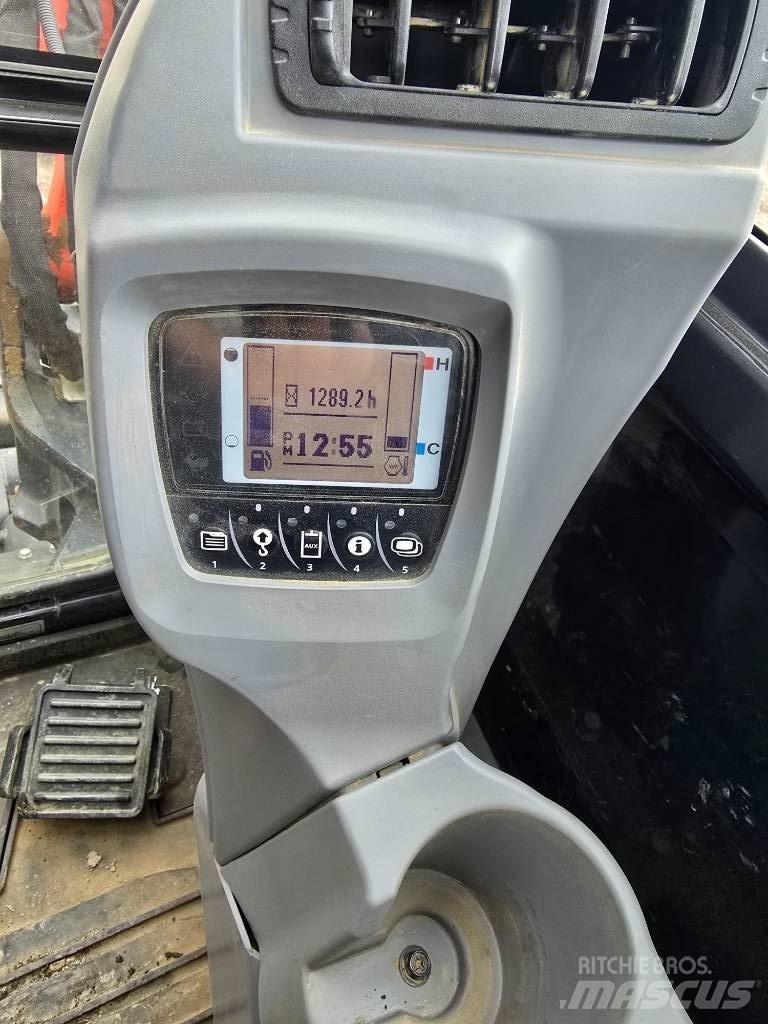 H
1289.2h
PM 12:55
C
AUX
1 2 3 4 5
RITCHIE BROS.
MASCUS